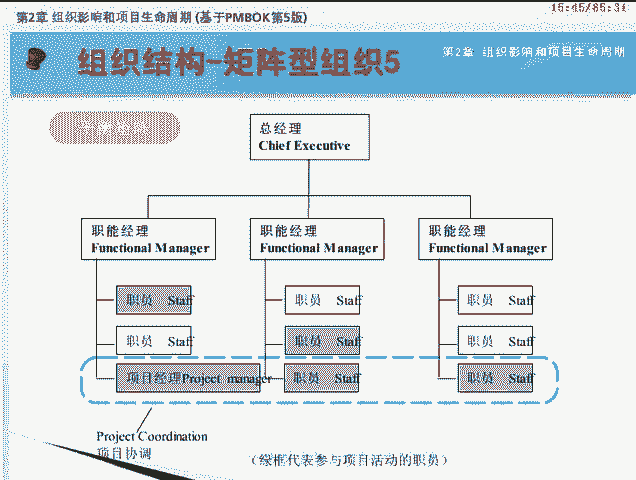 第2章 组织影响和项目生命周期 (基于PMBOK第5版)
15:45/85:31
组织结构-矩阵型组织5
第2章 组织影响和项目生命周期
总经理
Chief Executive
职能经理
Functional Manager
职能经理
Functional Manager
职能经理
Functional Manager
职员 Staff
职员 Staff
职员 Staff
职员 Staff
职员 Staff
职员 Staff
项目经理Project manager
职员 Staff
职员 Staff
Project Coordination
项目协调
（绿框代表参与项目活动的职员）